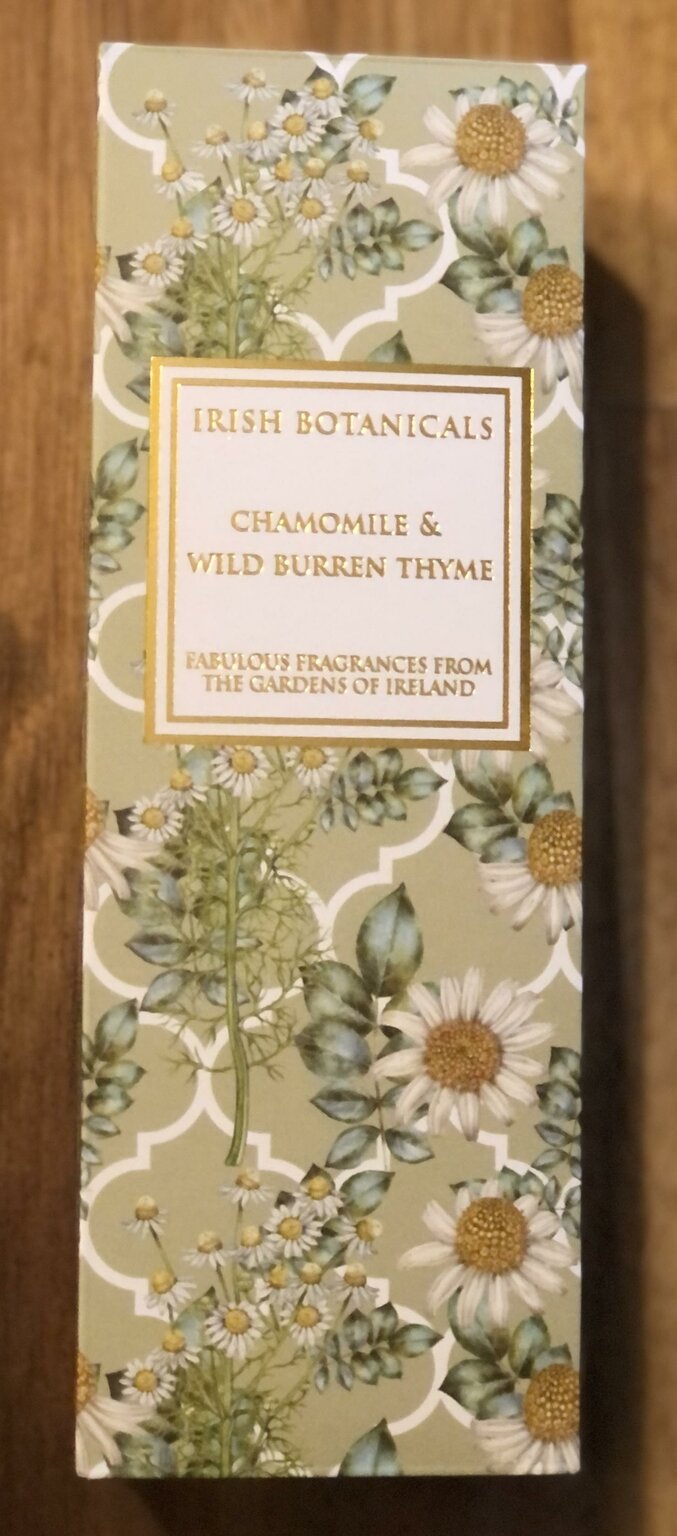 IRISH BOTANICALS
CHAMOMILE &
WILD BURREN THYME
FABULOUS FRAGRANCES FROM
THE GARDENS OF IRELAND